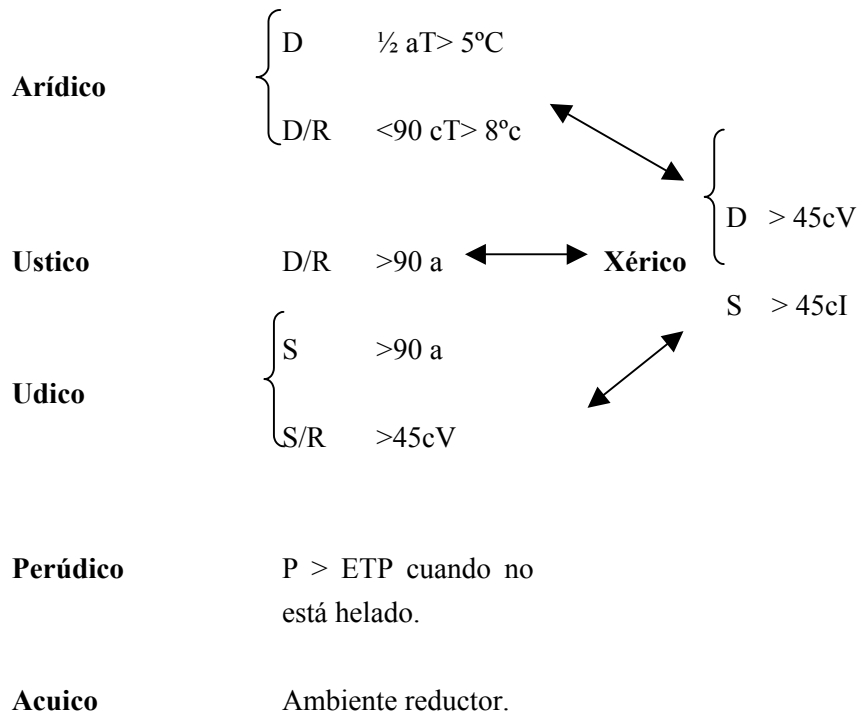 D ½ aT> 5ºC
Arídico
D/R <90 cT> 8ºc
D > 45cV
Ustico D/R >90 a Xérico
S > 45cI
S >90 a
Udico
S/R >45cV
Perúdico P > ETP cuando no
está helado.
Acuico Ambiente reductor.